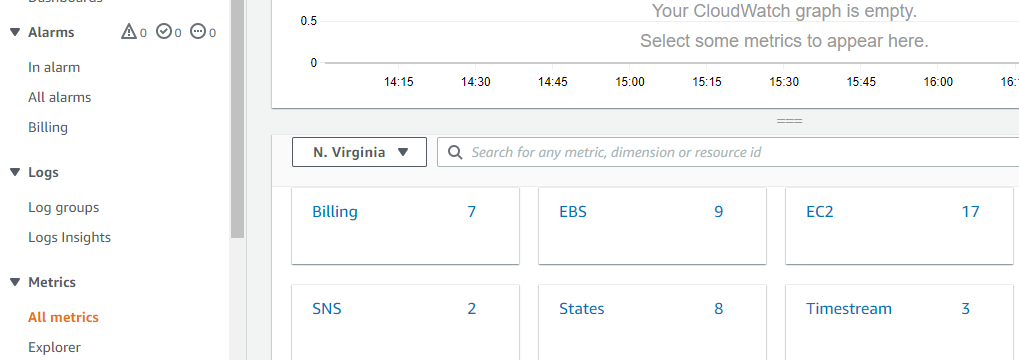 Dashboards
Alarms 0 0 0
In alarm
All alarms
Billing
Logs
Log groups
Logs Insights
Metrics
All metrics
Explorer
Your CloudWatch graph is empty.
Select some metrics to appear here.
0.5
0
14:15 14:30 14:45 15:00 15:15 15:30 15:45 16:00
N. Virginia
Search for any metric, dimension or resource id
Billing 7
EBS 9
EC2 17
SNS 2
States 8
Timestream 3